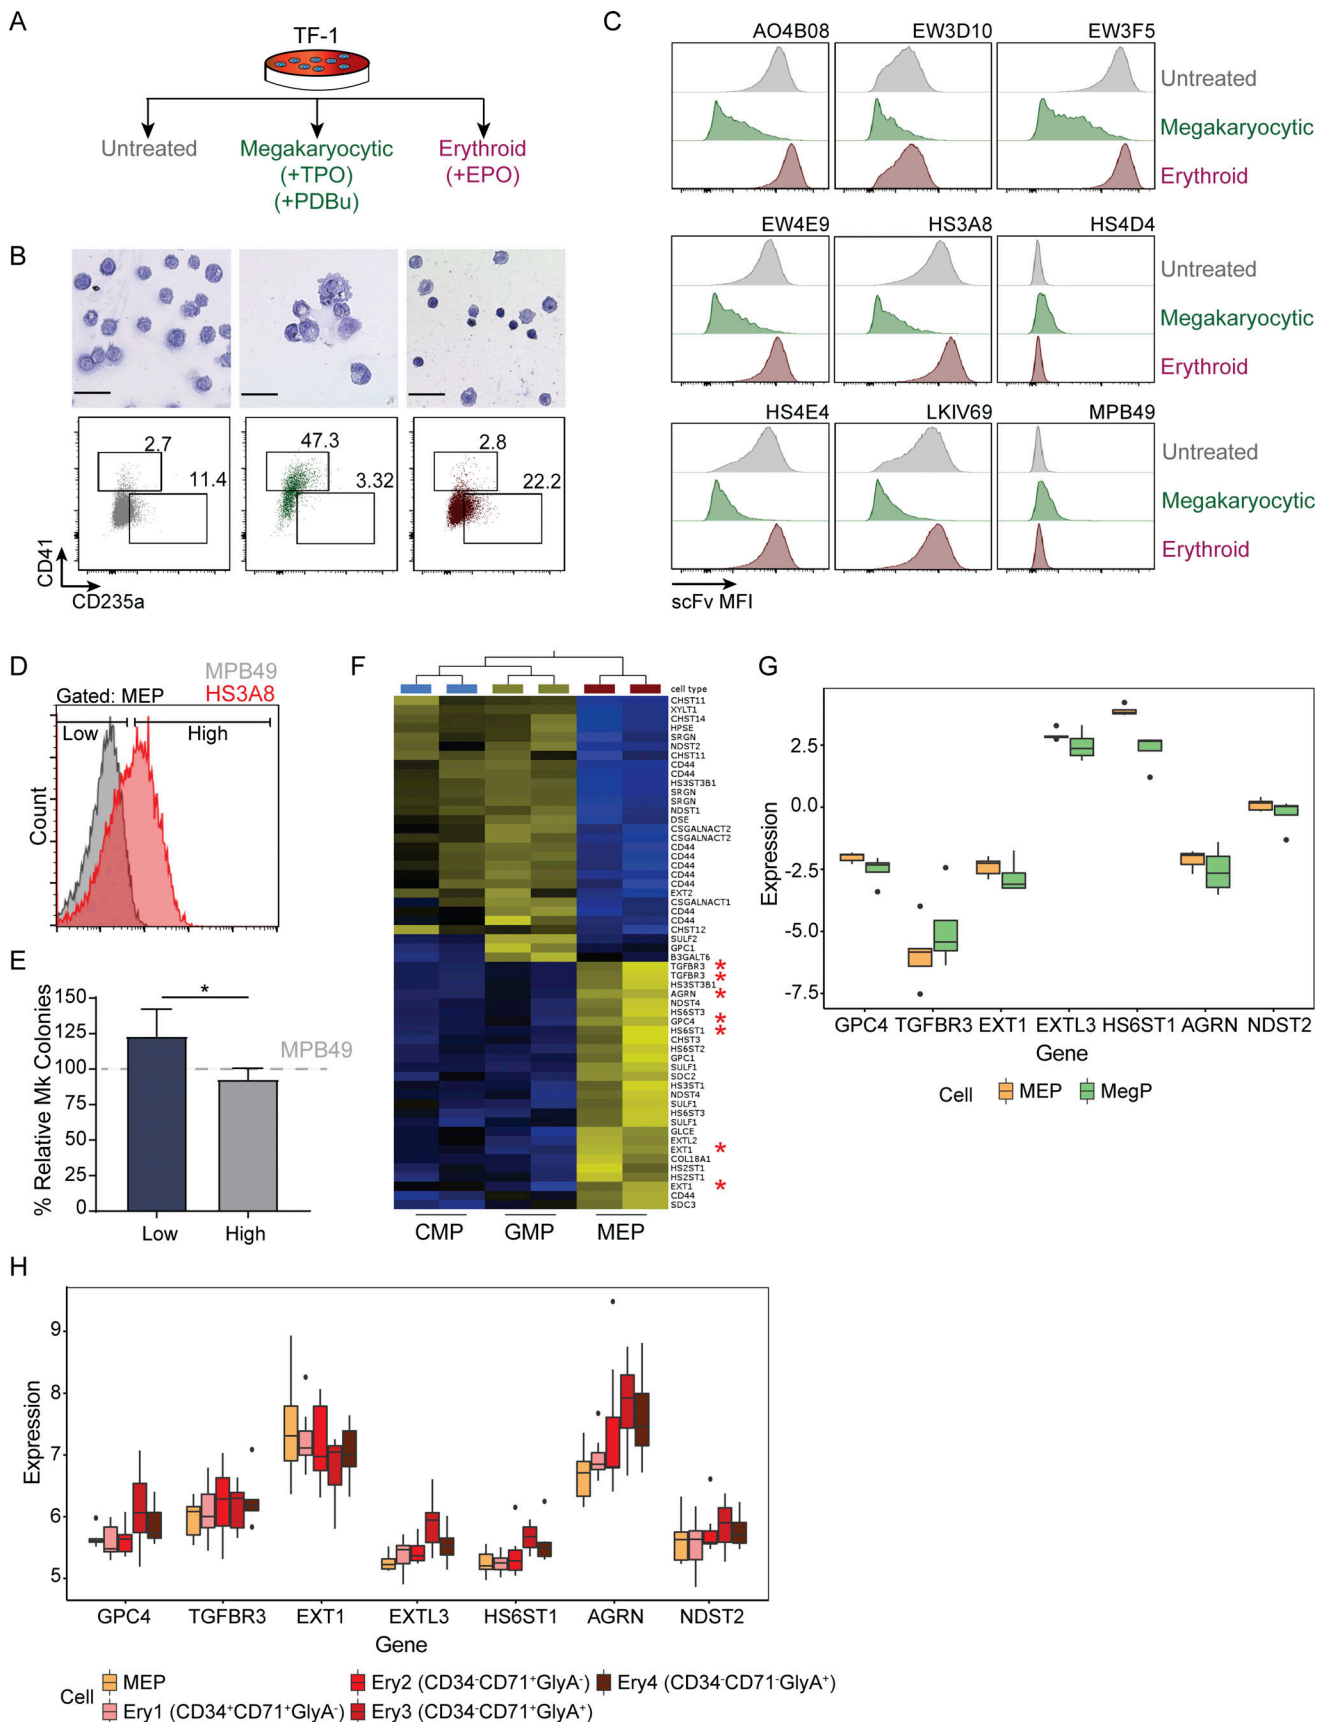 A
TF-1
Untreated
Megakaryocytic
(+TPO)
(+PDBu)
Erythroid
(+EPO)
B
2.7
11.4
47.3
3.32
2.8
22.2
CD41
CD235a
C
AO4B08
EW3D10
EW3F5
Untreated
Megakaryocytic
Erythroid
EW4E9
HS3A8
HS4D4
Untreated
Megakaryocytic
Erythroid
HS4E4
LKIV69
MPB49
Untreated
Megakaryocytic
Erythroid
scFv MFI
D
MPB49
HS3A8
Gated: MEP
Low
High
Count
E
% Relative Mk Colonies
150
125
100
75
50
25
0
*
MPB49
Low
High
F
cell type
CHST11
XYLT1
CHST14
HPSE
SRGN
NDST2
CHST11
CD44
CD44
HS3ST3B1
SRGN
SRGN
NDST1
DSE
CSGALNACT2
CSGALNACT2
CD44
CD44
CD44
CD44
CD44
EXT2
CSGALNACT1
CD44
CD44
CHST12
SULF2
GPC1
B3GALT6
TGFBR3 *
TGFBR3 *
HS3ST3B1
AGRN *
NDST4
HS6ST3
GPC4 *
HS6ST1 *
CHST3
HS6ST2
GPC1
SULF1
SDC2
HS3ST1
NDST4
SULF1
HS6ST3
SULF1
GLCE
EXTL2
EXT1 *
COL18A1
HS2ST1
HS2ST1
EXT1 *
CD44
SDC3
CMP
GMP
MEP
G
Expression
2.5
0.0
-2.5
-5.0
-7.5
GPC4 TGFBR3 EXT1 EXTL3 HS6ST1 AGRN NDST2
Gene
Cell MEP MegP
H
Expression
9
8
7
6
5
GPC4 TGFBR3 EXT1 EXTL3 HS6ST1 AGRN NDST2
Gene
Cell
MEP
Ery1 (CD34⁺CD71⁺GlyA⁻)
Ery2 (CD34⁻CD71⁺GlyA⁻)
Ery3 (CD34⁻CD71⁺GlyA⁺)
Ery4 (CD34⁻CD71⁻GlyA⁺)